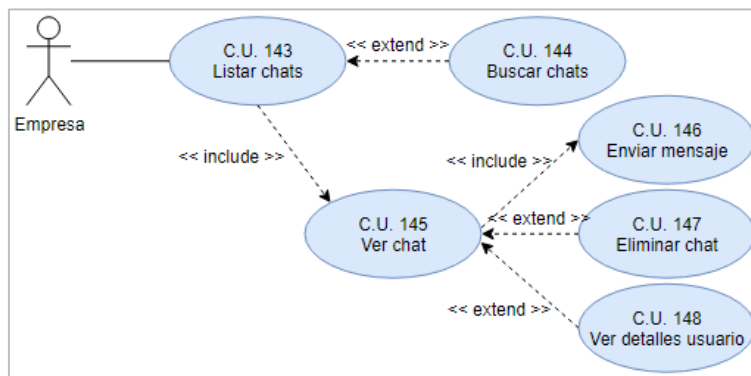 C.U. 143
Listar chats
<< extend >>
C.U. 144
Buscar chats
Empresa
<< include >>
C.U. 146
Enviar mensaje
<< include >>
C.U. 145
Ver chat
<< extend >>
C.U. 147
Eliminar chat
<< extend >>
C.U. 148
Ver detalles usuario